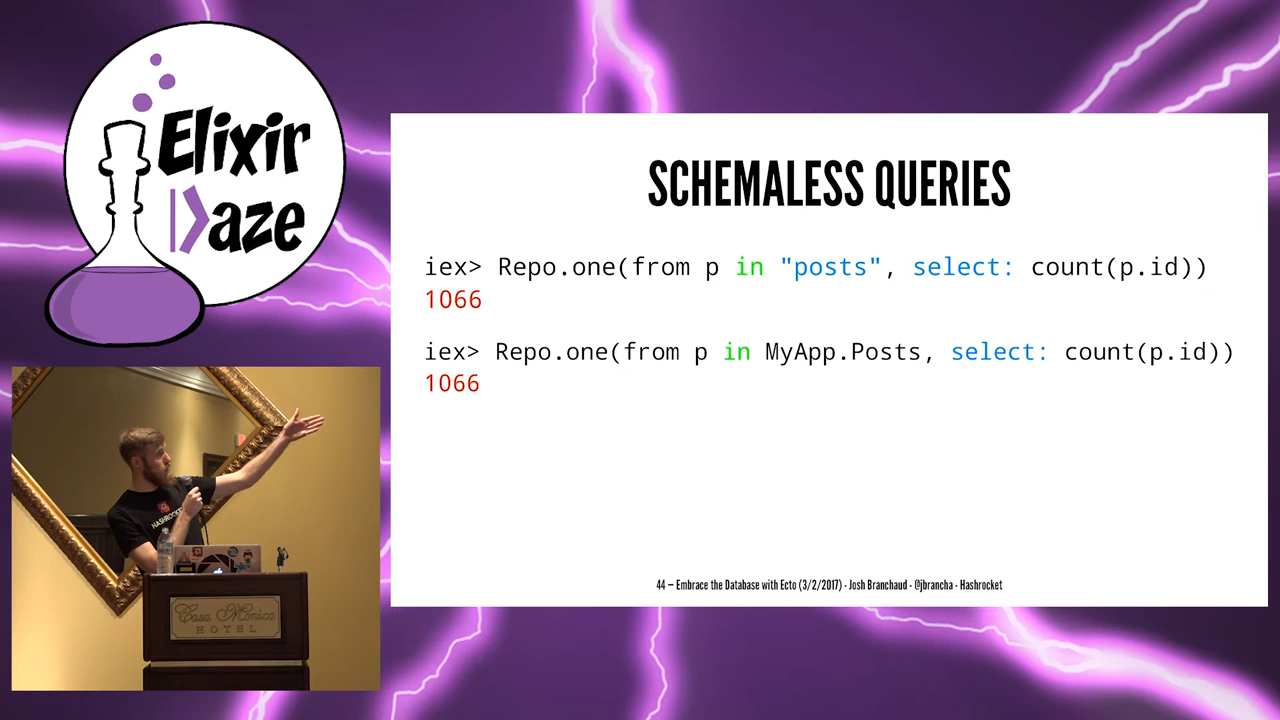 Elixir
Daze
SCHEMALESS QUERIES
iex> Repo.one(from p in "posts", select: count(p.id))
1066
iex> Repo.one(from p in MyApp.Posts, select: count(p.id))
1066
44 – Embrace the Database with Ecto (3/2/2017) - Josh Branchaud - @jbrancha - Hashrocket
HASHROCKET
Casa Monica
HOTEL